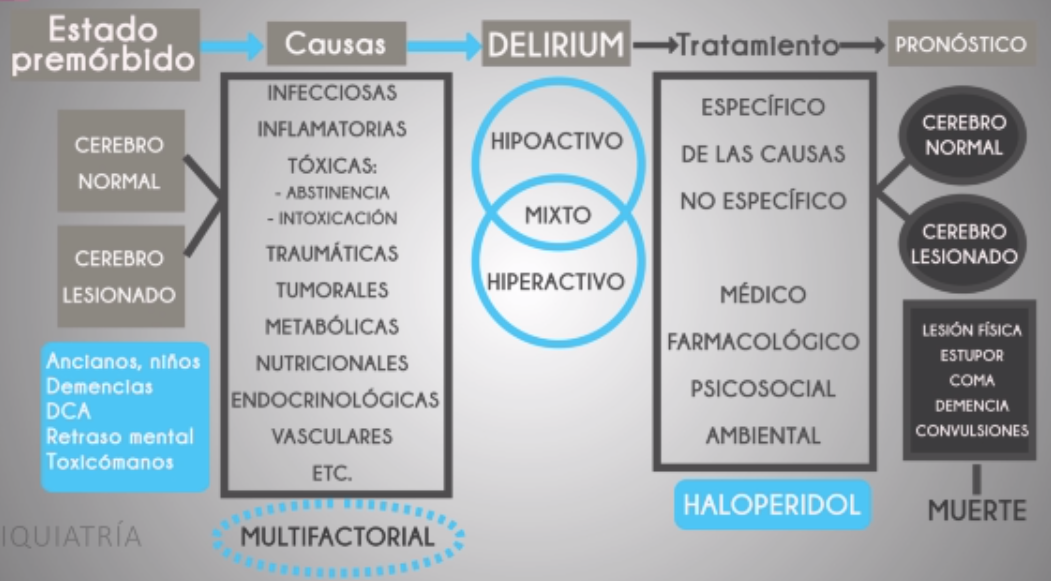 Estado
premórbido
Causas
DELIRIUM
Tratamiento
PRONÓSTICO
CEREBRO
NORMAL
CEREBRO
LESIONADO
Ancianos, niños
Demencias
DCA
Retraso mental
Toxicómanos
INFECCIOSAS
INFLAMATORIAS
TÓXICAS:
- ABSTINENCIA
- INTOXICACIÓN
TRAUMÁTICAS
TUMORALES
METABÓLICAS
NUTRICIONALES
ENDOCRINOLÓGICAS
VASCULARES
ETC.
MULTIFACTORIAL
HIPOACTIVO
MIXTO
HIPERACTIVO
ESPECÍFICO
DE LAS CAUSAS
NO ESPECÍFICO
MÉDICO
FARMACOLÓGICO
PSICOSOCIAL
AMBIENTAL
HALOPERIDOL
CEREBRO
NORMAL
CEREBRO
LESIONADO
LESIÓN FÍSICA
ESTUPOR
COMA
DEMENCIA
CONVULSIONES
MUERTE
IQUIATRÍA